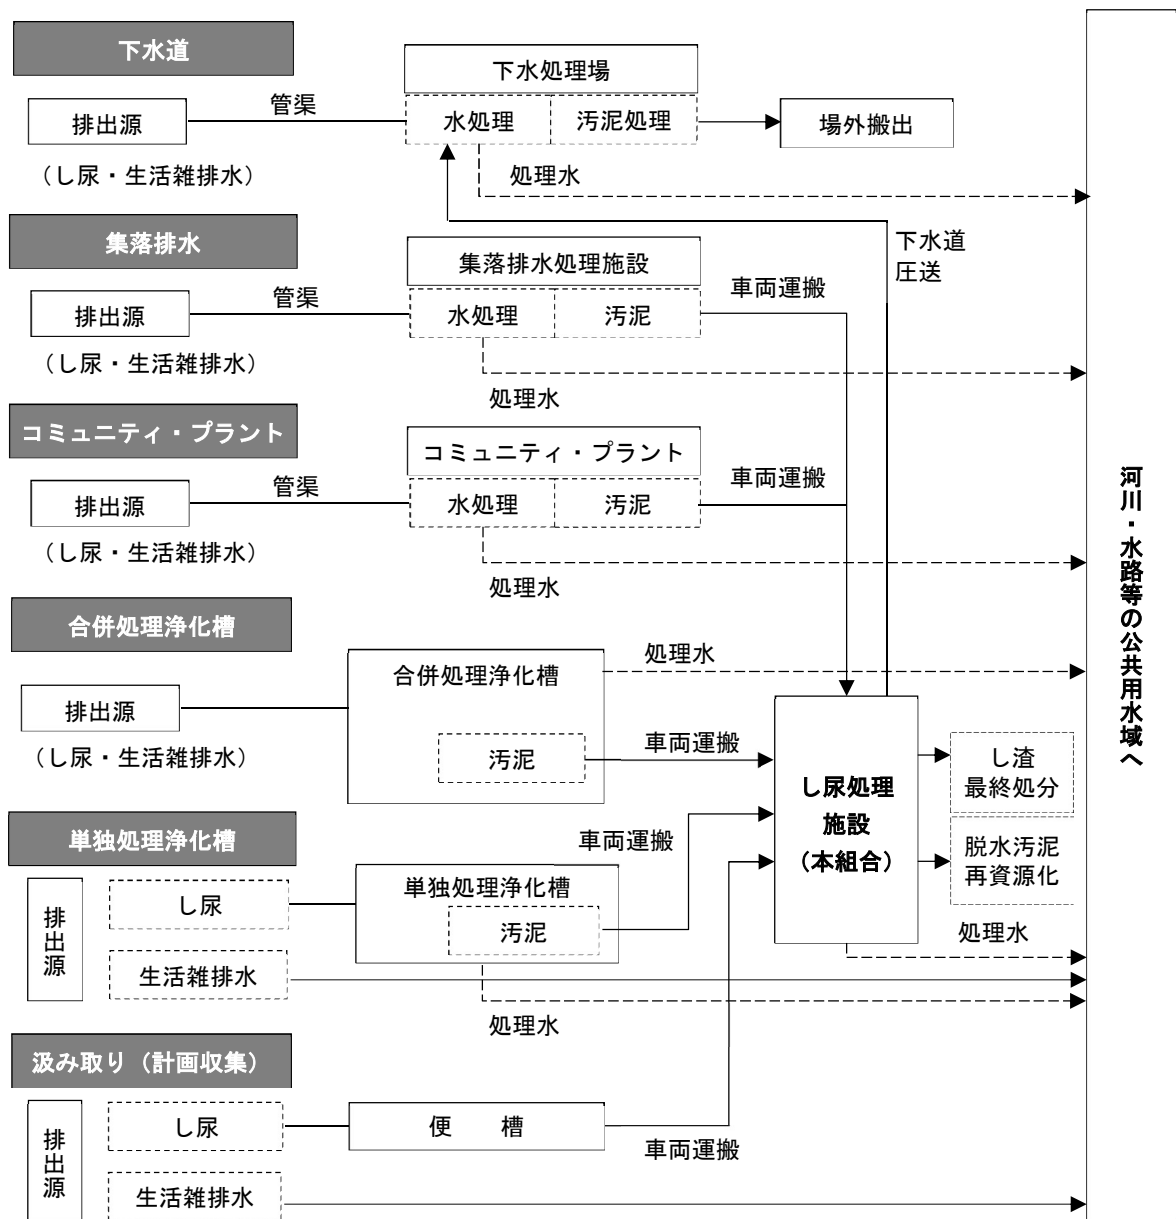 下水道
下水処理場
排出源
管渠
水処理
汚泥処理
場外搬出
（し尿・生活雑排水）
処理水
集落排水
下水道
圧送
集落排水処理施設
排出源
管渠
水処理
汚泥
車両運搬
（し尿・生活雑排水）
処理水
コミュニティ・プラント
コミュニティ・プラント
排出源
管渠
水処理
汚泥
車両運搬
（し尿・生活雑排水）
処理水
河川・水路等の公共用水域へ
合併処理浄化槽
合併処理浄化槽
処理水
排出源
（し尿・生活雑排水）
汚泥
車両運搬
し尿処理
施設
（本組合）
し渣
最終処分
脱水汚泥
再資源化
処理水
単独処理浄化槽
車両運搬
単独処理浄化槽
排出源
し尿
汚泥
生活雑排水
処理水
汲み取り（計画収集）
排出源
し尿
便　槽
車両運搬
生活雑排水